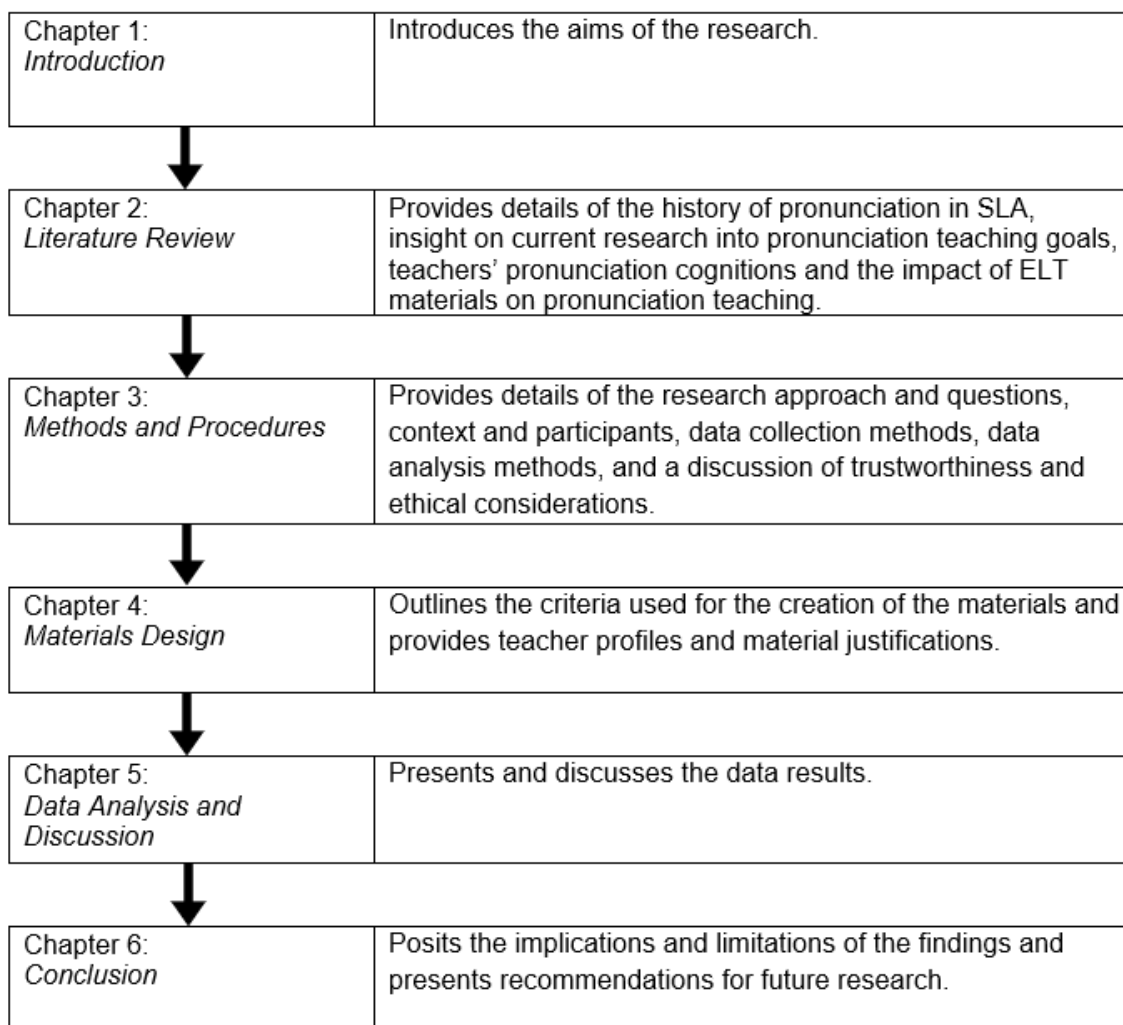 Chapter 1:
Introduction
Introduces the aims of the research.
Chapter 2:
Literature Review
Provides details of the history of pronunciation in SLA,
insight on current research into pronunciation teaching goals,
teachers’ pronunciation cognitions and the impact of ELT
materials on pronunciation teaching.
Chapter 3:
Methods and Procedures
Provides details of the research approach and questions,
context and participants, data collection methods, data
analysis methods, and a discussion of trustworthiness and
ethical considerations.
Chapter 4:
Materials Design
Outlines the criteria used for the creation of the materials and
provides teacher profiles and material justifications.
Chapter 5:
Data Analysis and
Discussion
Presents and discusses the data results.
Chapter 6:
Conclusion
Posits the implications and limitations of the findings and
presents recommendations for future research.